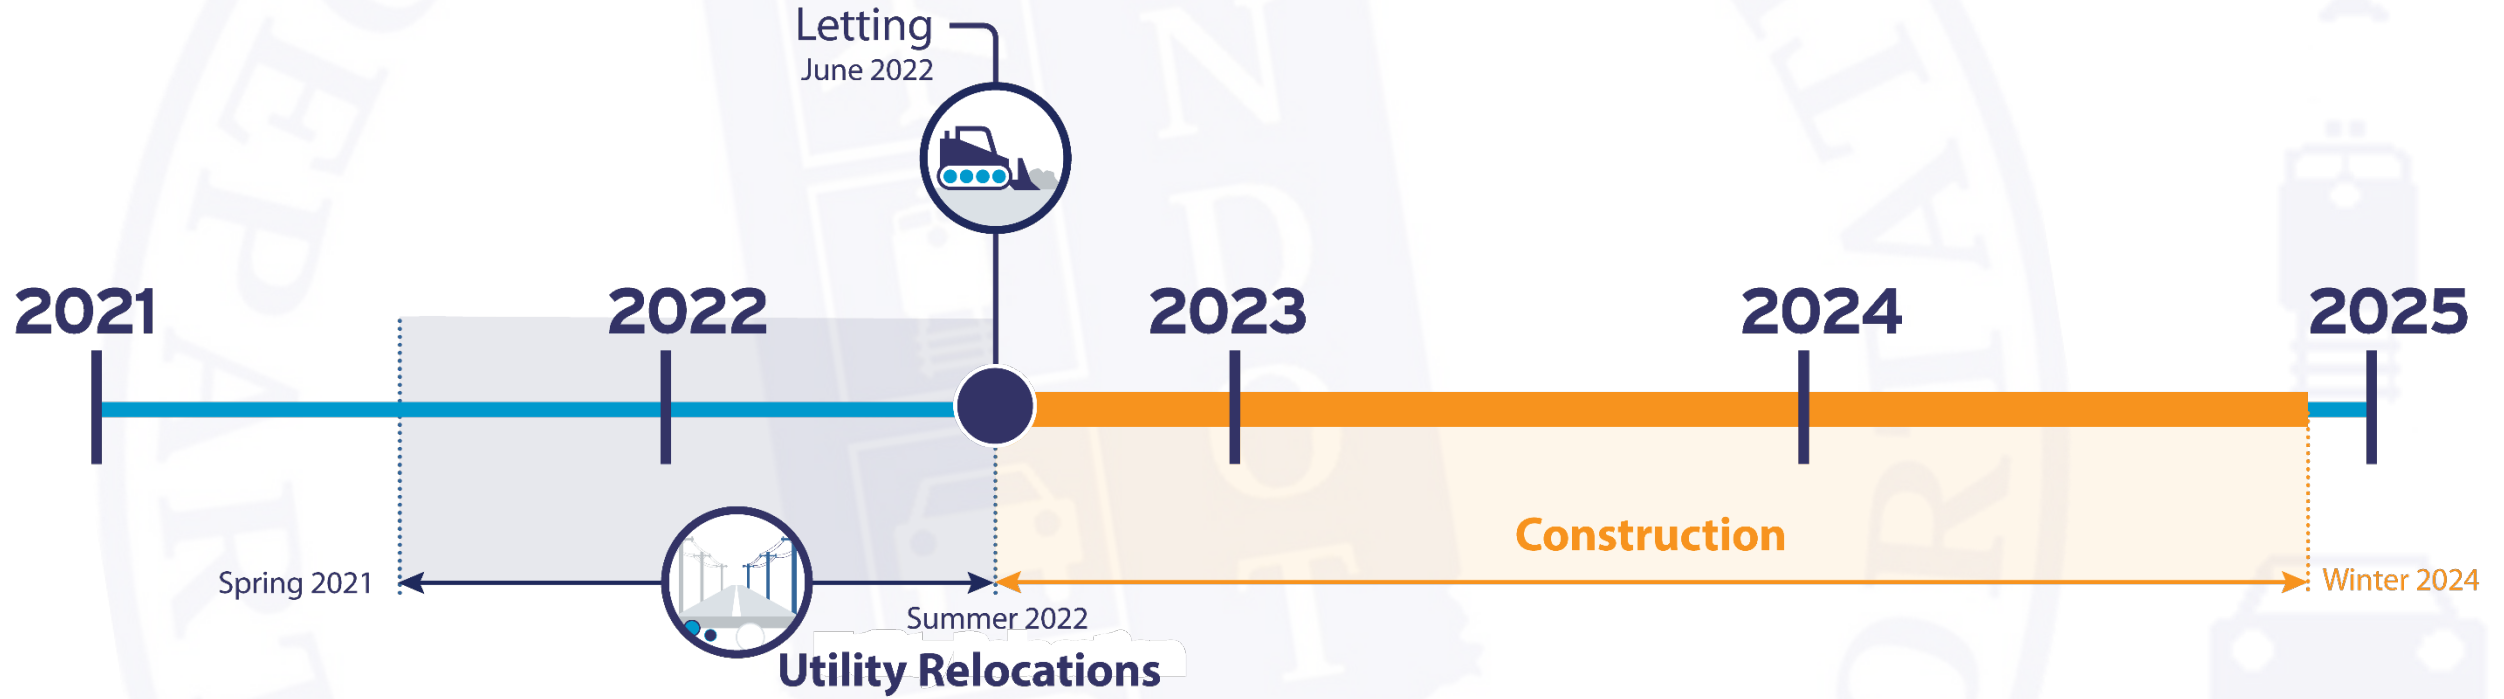 Letting
June 2022
2021
2022
2023
2024
2025
Construction
Spring 2021
Winter 2024
Summer 2022
Utility Relocations